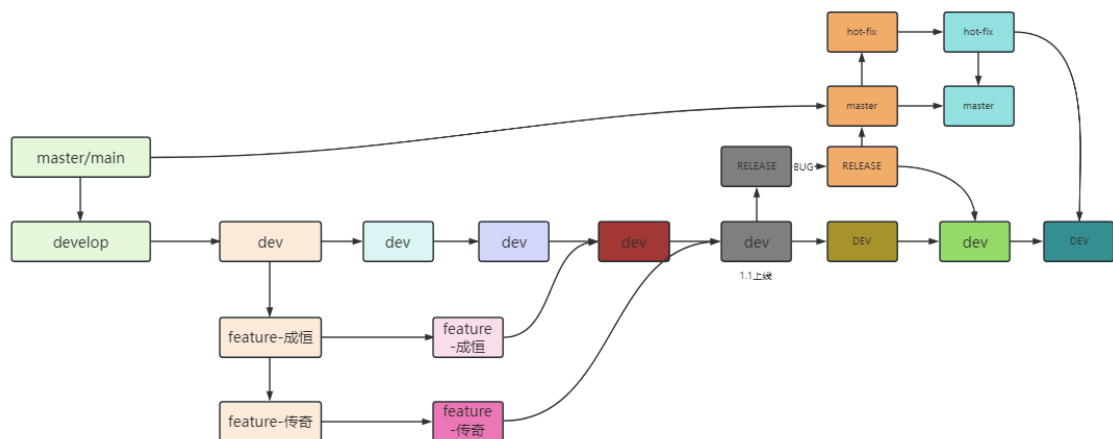 hot-fix
hot-fix
master
master
master/main
RELEASE
BUG
RELEASE
develop
dev
dev
dev
dev
dev
DEV
dev
DEV
1.1上线
feature-成恒
feature
-成恒
feature-传奇
feature
-传奇